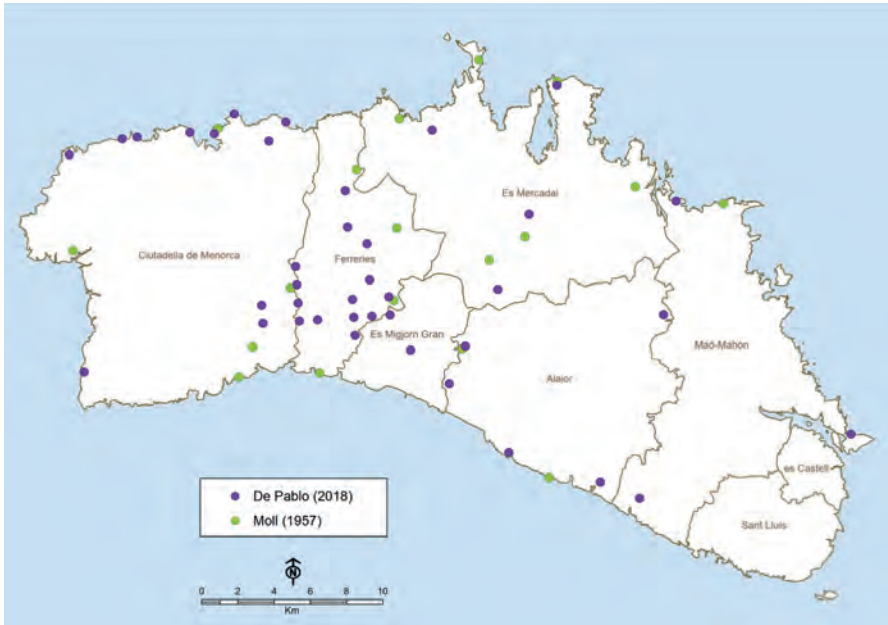 Es Mercadal
Ciutadella de Menorca
Ferreries
Es Migjorn Gran
Maó-Mahón
Alaior
es Castell
Sant Lluís
De Pablo (2018)
Moll (1957)
N
0 2 4 6 8 10
Km